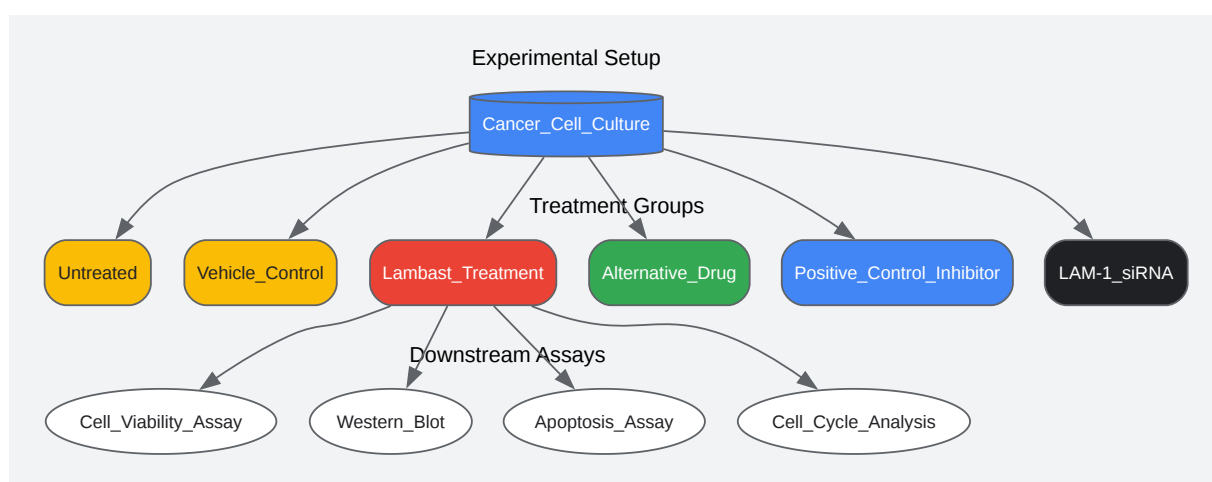 Experimental Setup
Cancer_Cell_Culture
Treatment Groups
Untreated
Vehicle_Control
Lambast_Treatment
Alternative_Drug
Positive_Control_Inhibitor
LAM-1_siRNA
Downstream Assays
Cell_Viability_Assay
Western_Blot
Apoptosis_Assay
Cell_Cycle_Analysis